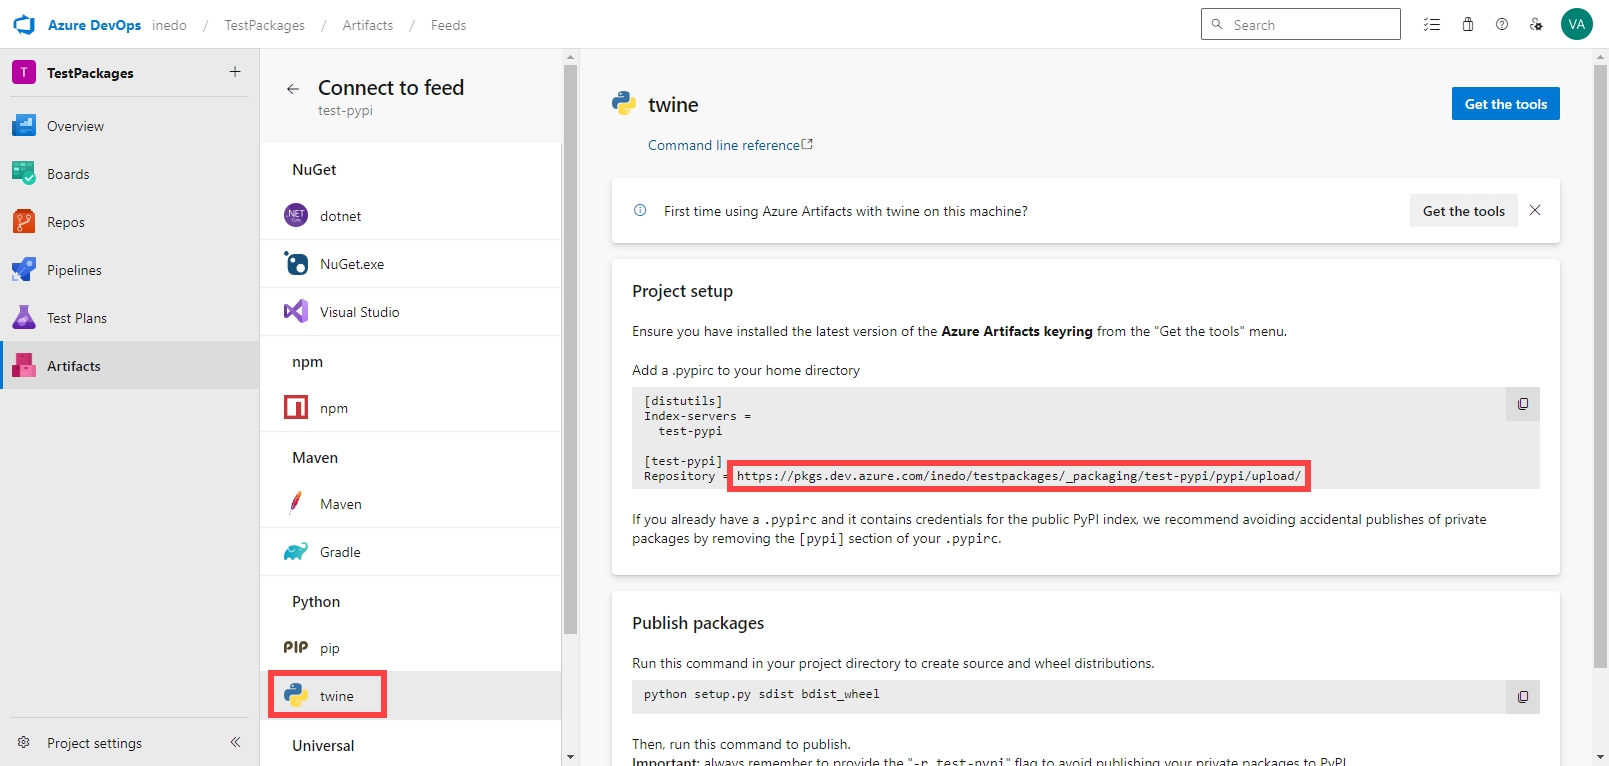 Azure DevOps inedo / TestPackages / Artifacts / Feeds
Search
VA
T TestPackages +
Overview
Boards
Repos
Pipelines
Test Plans
Artifacts
Project settings
Connect to feed
test-pypi
NuGet
.NET Core dotnet
NuGet.exe
Visual Studio
npm
npm
Maven
Maven
Gradle
Python
PIP pip
twine
Universal
twine
Get the tools
Command line reference
First time using Azure Artifacts with twine on this machine?
Get the tools
Project setup
Ensure you have installed the latest version of the Azure Artifacts keyring from the "Get the tools" menu.
Add a .pypirc to your home directory
[distutils]
Index-servers =
test-pypi
[test-pypi]
Repository = https://pkgs.dev.azure.com/inedo/testpackages/_packaging/test-pypi/pypi/upload/
If you already have a .pypirc and it contains credentials for the public PyPI index, we recommend avoiding accidental publishes of private
packages by removing the [pypi] section of your .pypirc.
Publish packages
Run this command in your project directory to create source and wheel distributions.
python setup.py sdist bdist_wheel
Then, run this command to publish.
Important: always remember to provide the "-r test-pypi" flag to avoid publishing your private packages to PyPI.